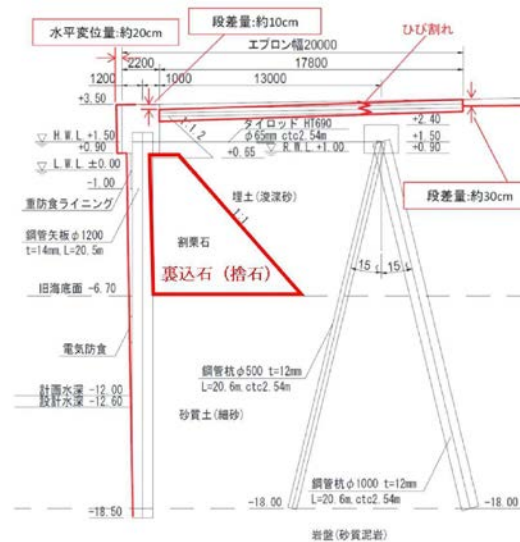 水平変位量:約20cm
段差量:約10cm
ひび割れ
エプロン幅20000
2200
17800
1200
1000
13000
+3.50
タイロッド HT690
φ65mm ctc2.54m
1:1.2
+2.40
H.W.L +1.50
+0.90
+0.65
R.W.L +1.00
+1.50
+0.90
L.W.L ±0.00
-1.00
段差量:約30cm
重防食ライニング
埋土(浚渫砂)
1:1
鋼管矢板φ1200
t=14mm, L=20.5m
割栗石
裏込石(捨石)
15
15
旧海底面 -6.70
電気防食
鋼管杭φ500 t=12mm
L=20.6m, ctc2.54m
計画水深 -12.00
設計水深 -12.60
砂質土(細砂)
鋼管杭φ1000 t=12mm
L=20.6m, ctc2.54m
-18.50
-18.00
-18.00
岩盤(砂質泥岩)